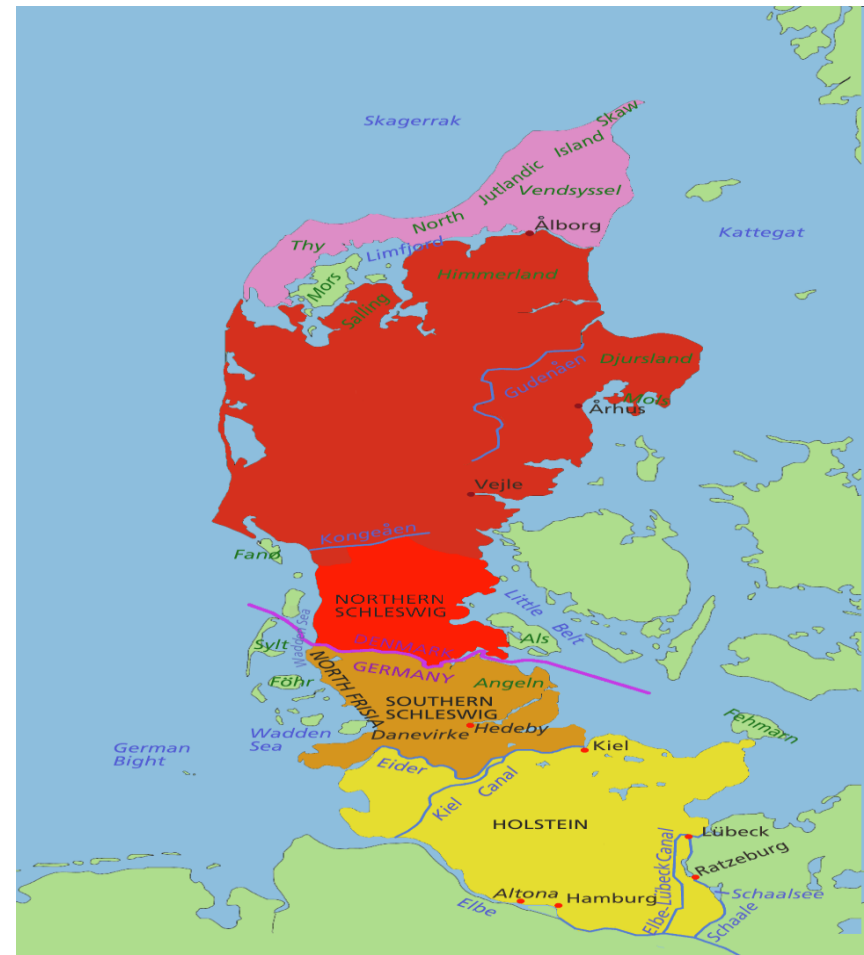 Skagerrak
Skaw
Island
Jutlandic
North
Vendsyssel
Thy
Ålborg
Kattegat
Limfjord
Himmerland
Mors
Salling
Djursland
Gudenåen
Mols
Århus
Vejle
Kongeåen
Fanø
NORTHERN
SCHLESWIG
Little
Belt
Wadden Sea
DENMARK
Als
Sylt
GERMANY
Föhr
NORTH FRISIA
Angeln
SOUTHERN
SCHLESWIG
Hedeby
Danevirke
Wadden
Sea
Fehmarn
German
Bight
Kiel
Eider
Kiel Canal
HOLSTEIN
Lübeck
Elbe-Lübeck Canal
Ratzeburg
Altona
Hamburg
Schaalsee
Elbe
Schaale